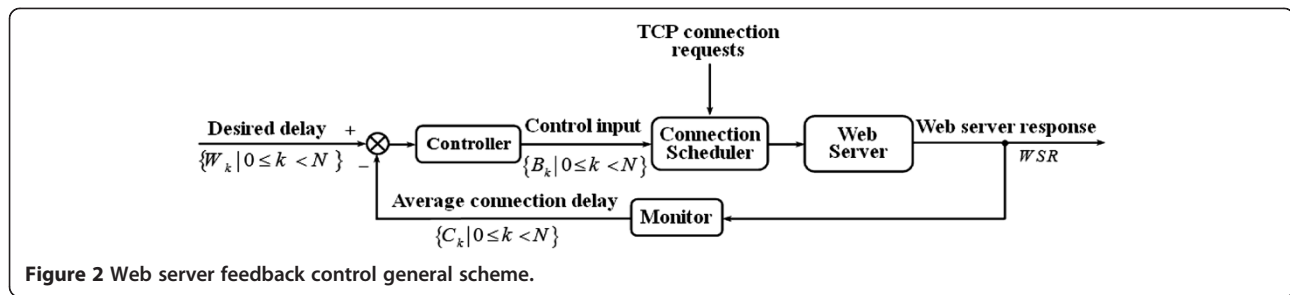 TCP connection
requests
Desired delay
+
{W_k | 0 ≤ k < N}
−
Controller
Control input
{B_k | 0 ≤ k < N}
Connection
Scheduler
Web
Server
Web server response
WSR
Average connection delay
{C_k | 0 ≤ k < N}
Monitor
Figure 2 Web server feedback control general scheme.